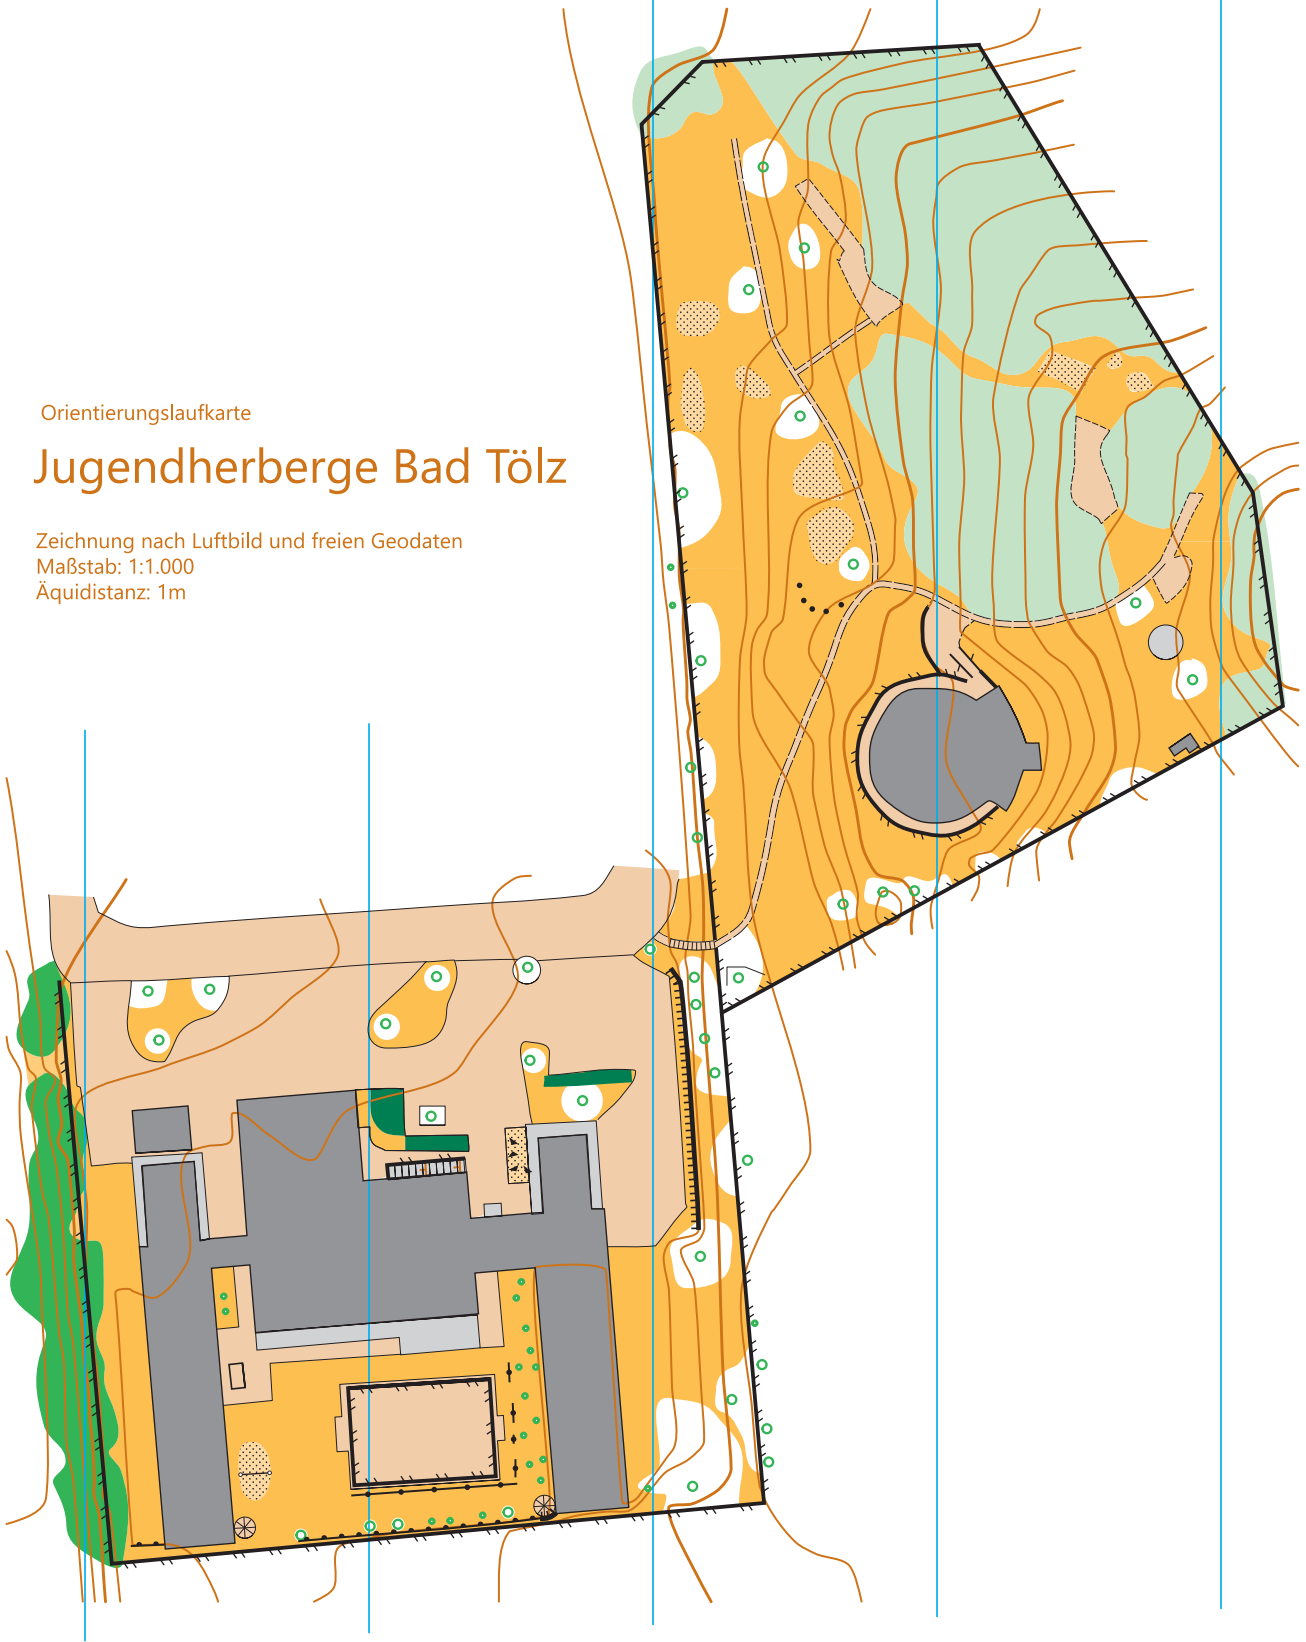 Orientierungslaufkarte
Jugendherberge Bad Tölz
Zeichnung nach Luftbild und freien Geodaten
Maßstab: 1:1.000
Äquidistanz: 1m